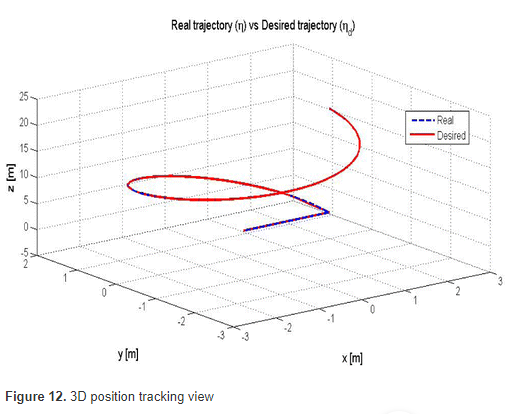 Real trajectory (η) vs Desired trajectory (ηd)
25
20
15
10
5
0
-5
z [m]
2
1
0
-1
-2
-3
y [m]
-3
-2
-1
0
1
2
3
x [m]
Real
Desired
Figure 12. 3D position tracking view